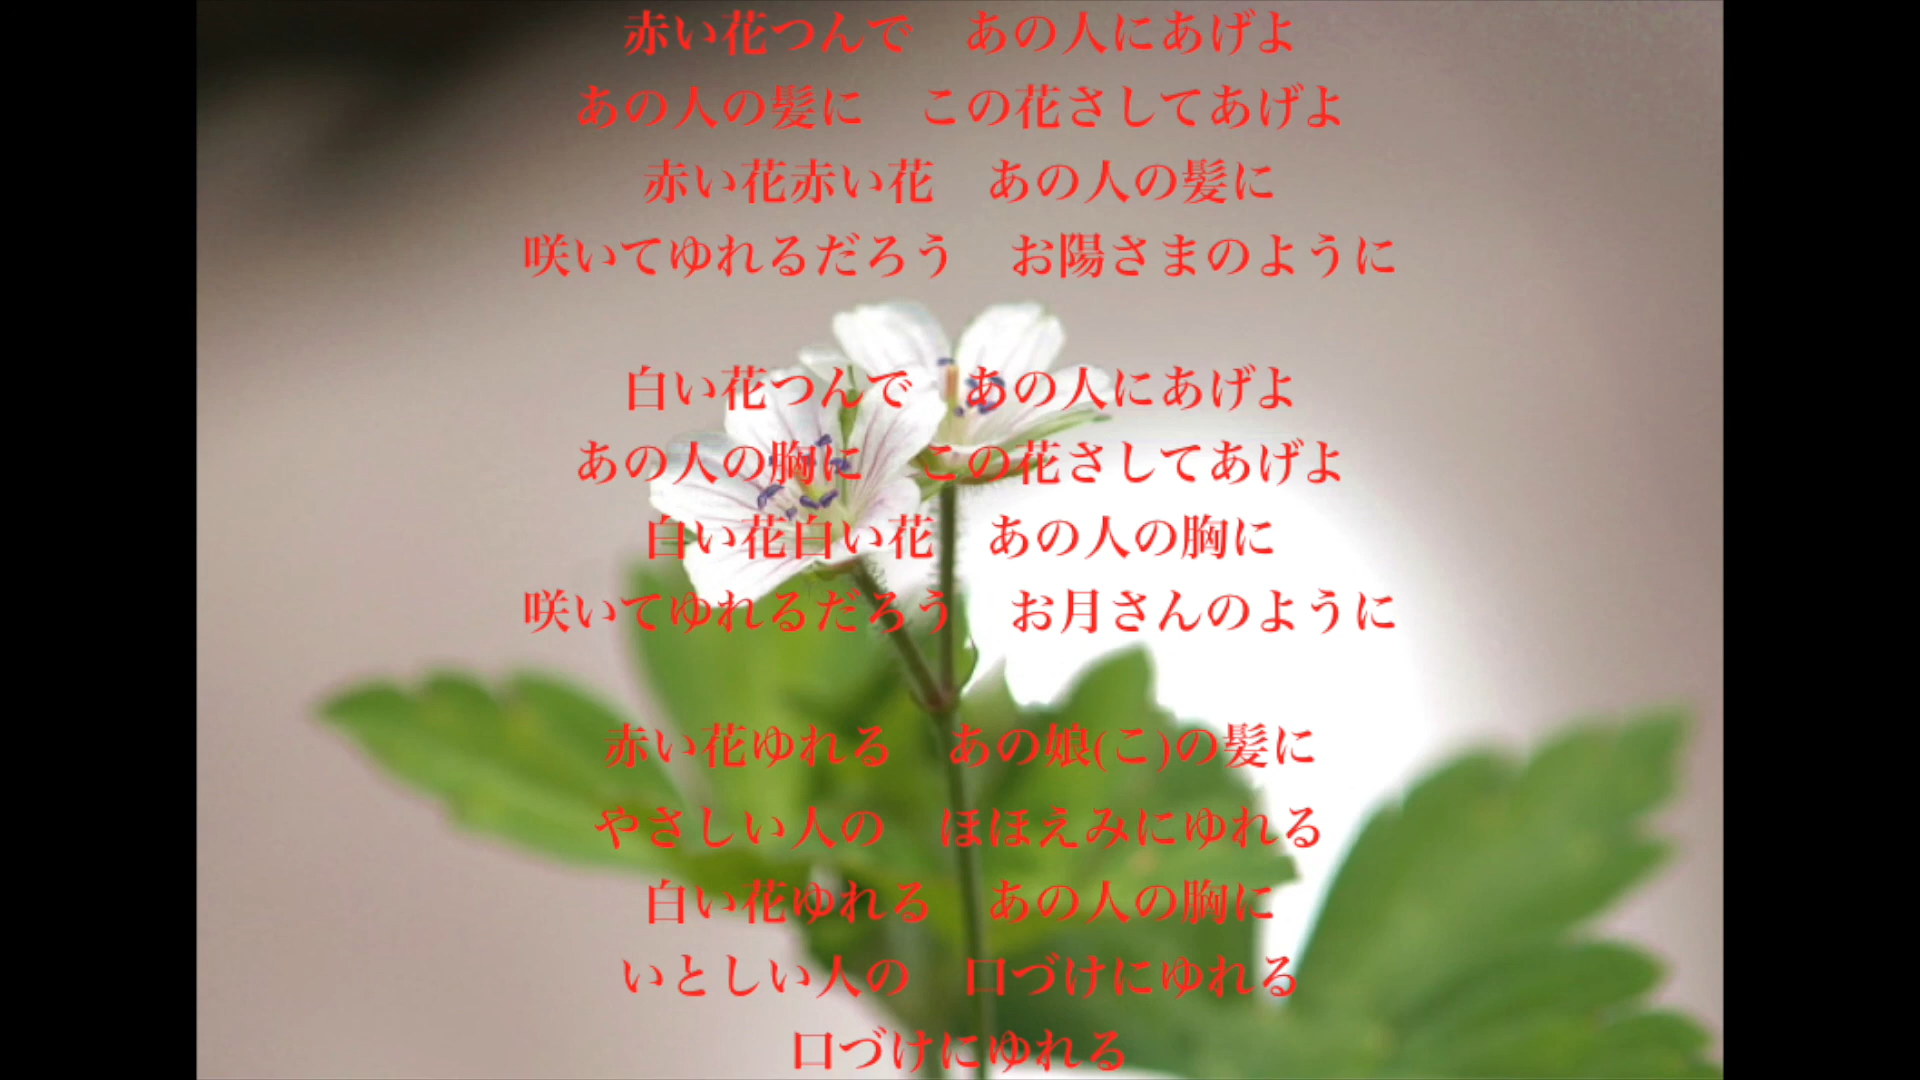 赤い花つんで　あの人にあげよ
あの人の髪に　この花さしてあげよ
赤い花赤い花　あの人の髪に
咲いてゆれるだろう　お陽さまのように
白い花つんで　あの人にあげよ
あの人の胸に　この花さしてあげよ
白い花白い花　あの人の胸に
咲いてゆれるだろう　お月さんのように
赤い花ゆれる　あの娘(こ)の髪に
やさしい人の　ほほえみにゆれる
白い花ゆれる　あの人の胸に
いとしい人の　口づけにゆれる
口づけにゆれる